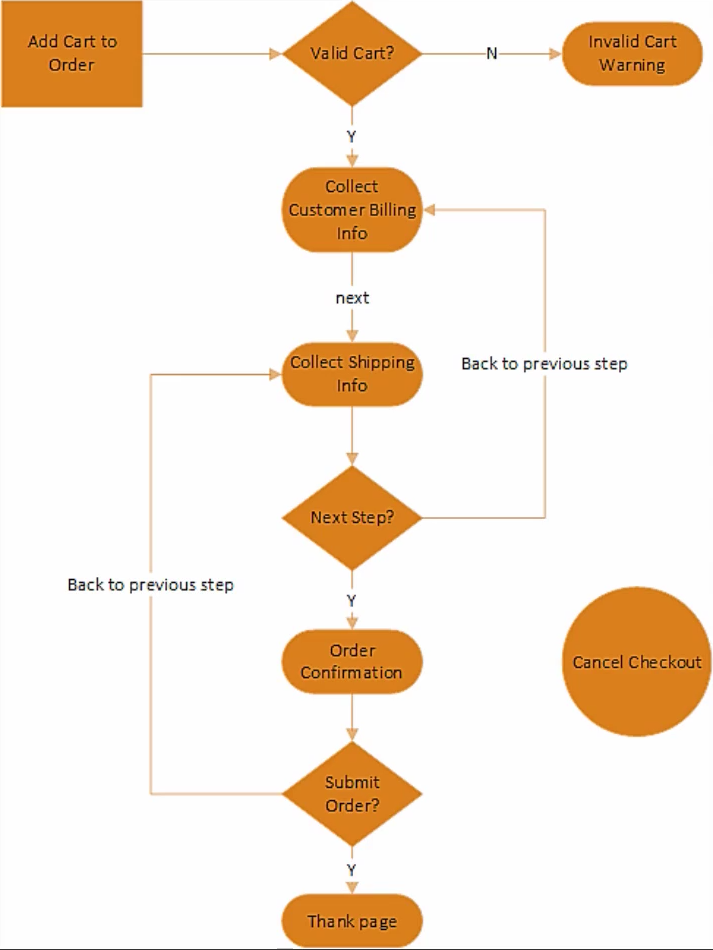 Add Cart to
Order
Valid Cart?
N
Invalid Cart
Warning
Y
Collect
Customer Billing
Info
next
Collect Shipping
Info
Back to previous step
Next Step?
Back to previous step
Y
Order
Confirmation
Cancel Checkout
Submit
Order?
Y
Thank page